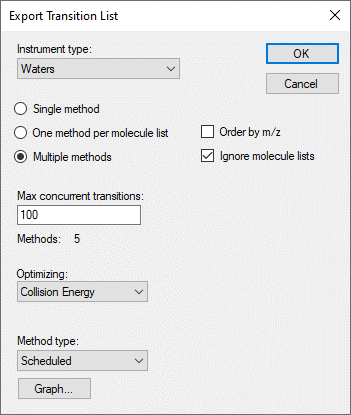 Export Transition List
Instrument type:
Waters
OK
Cancel
Single method
One method per molecule list
Order by m/z
Multiple methods
Ignore molecule lists
Max concurrent transitions:
100
Methods: 5
Optimizing:
Collision Energy
Method type:
Scheduled
Graph...